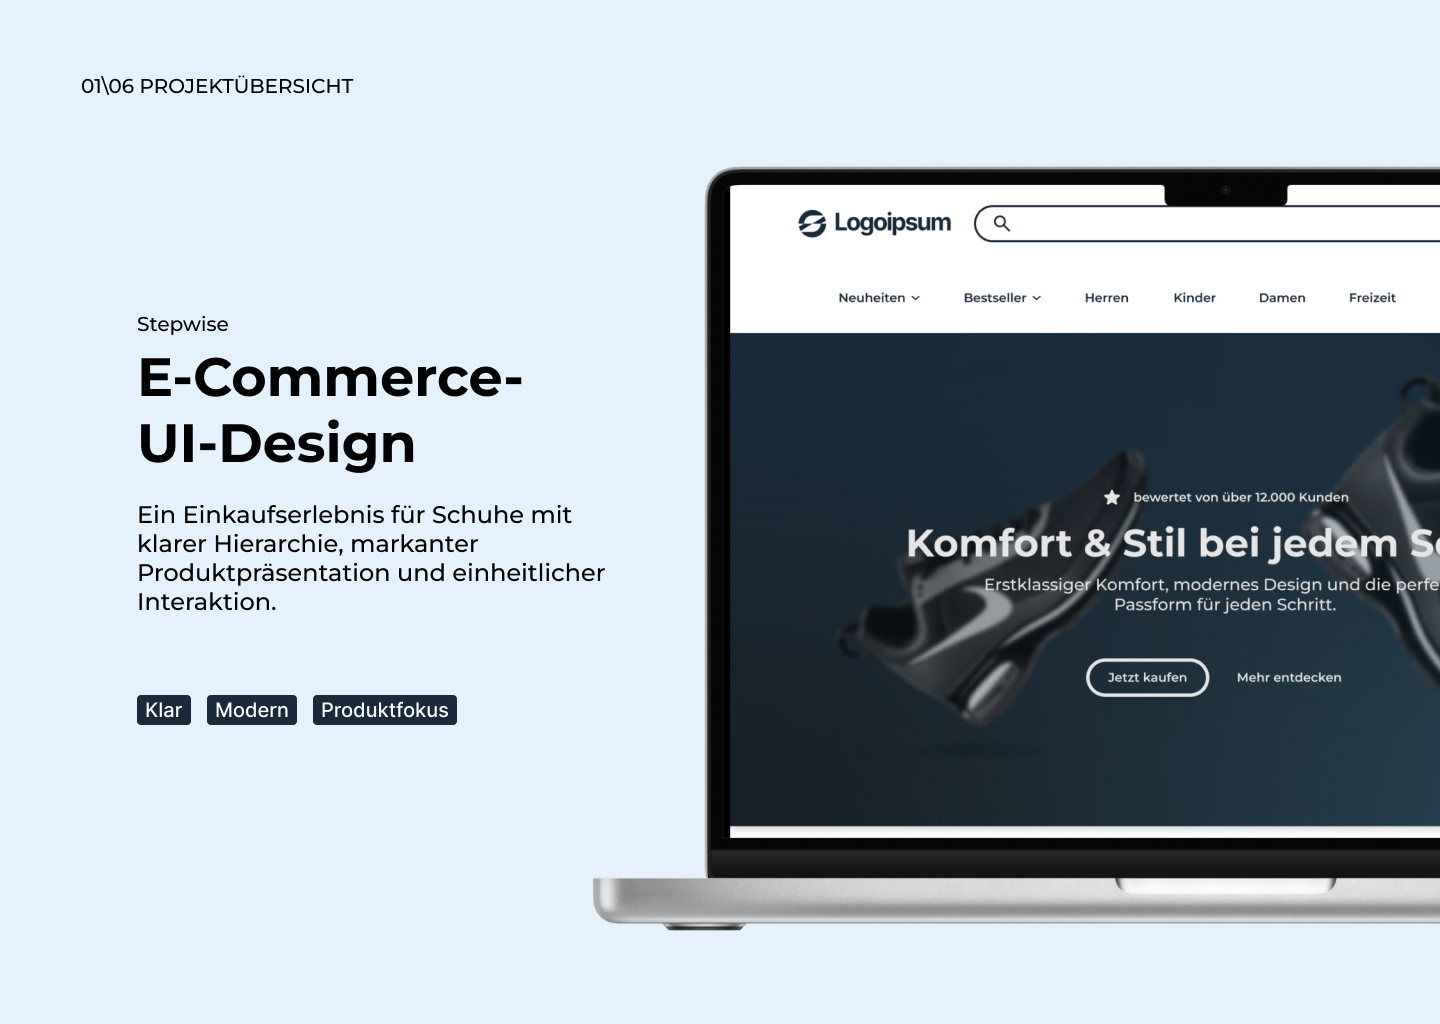 01\06 PROJEKTÜBERSICHT
Stepwise
E-Commerce-
UI-Design
Ein Einkaufserlebnis für Schuhe mit
klarer Hierarchie, markanter
Produktpräsentation und einheitlicher
Interaktion.
Klar Modern Produktfokus
Logoipsum
Neuheiten Bestseller Herren Kinder Damen Freizeit
bewertet von über 12.000 Kunden
Komfort & Stil bei jedem
Erstklassiger Komfort, modernes Design und die
Passform für jeden Schritt.
Jetzt kaufen Mehr entdecken